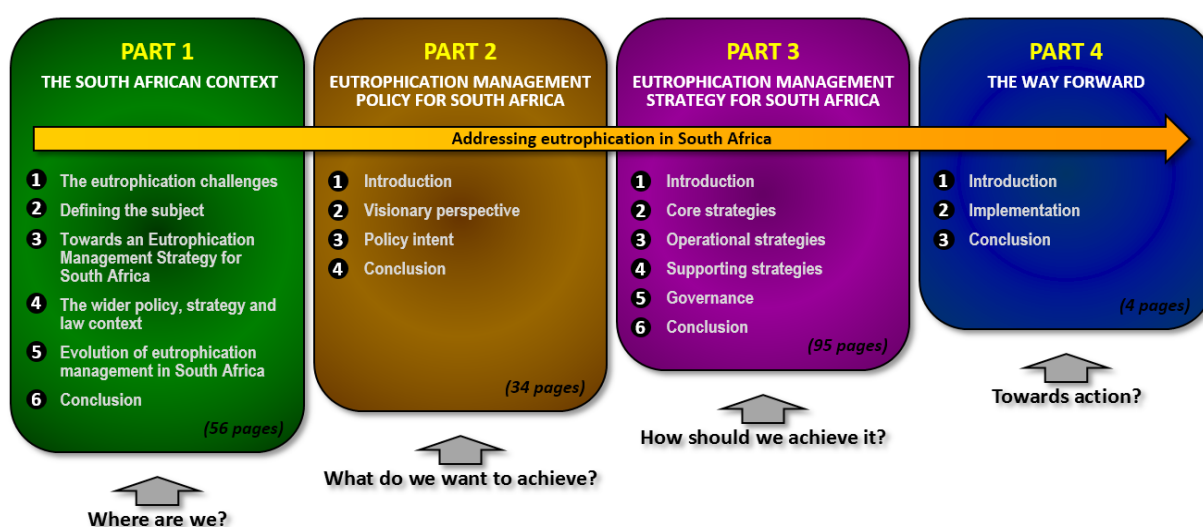 PART 1
THE SOUTH AFRICAN CONTEXT
PART 2
EUTROPHICATION MANAGEMENT
POLICY FOR SOUTH AFRICA
PART 3
EUTROPHICATION MANAGEMENT
STRATEGY FOR SOUTH AFRICA
PART 4
THE WAY FORWARD
Addressing eutrophication in South Africa
1 The eutrophication challenges
2 Defining the subject
3 Towards an Eutrophication
Management Strategy for
South Africa
4 The wider policy, strategy and
law context
5 Evolution of eutrophication
management in South Africa
6 Conclusion
(56 pages)
Where are we?
1 Introduction
2 Visionary perspective
3 Policy intent
4 Conclusion
(34 pages)
What do we want to achieve?
1 Introduction
2 Core strategies
3 Operational strategies
4 Supporting strategies
5 Governance
6 Conclusion
(95 pages)
How should we achieve it?
1 Introduction
2 Implementation
3 Conclusion
(4 pages)
Towards action?